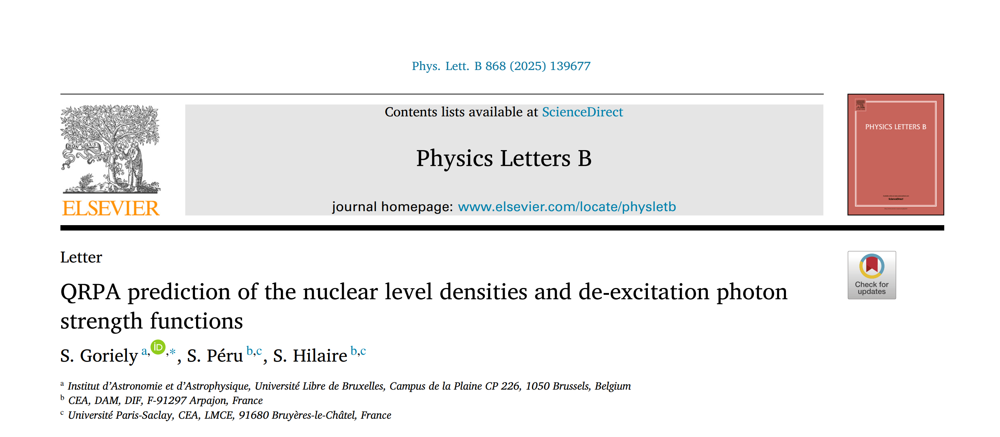 Phys. Lett. B 868 (2025) 139677
Contents lists available at ScienceDirect
Physics Letters B
journal homepage: www.elsevier.com/locate/physletb
NON SOLUS
ELSEVIER
PHYSICS LETTERS B
ScienceDirect
Letter
Check for
updates
QRPA prediction of the nuclear level densities and de-excitation photon
strength functions
S. Goriely a, iD ,*, S. Péru b,c, S. Hilaire b,c
a Institut d’Astronomie et d’Astrophysique, Université Libre de Bruxelles, Campus de la Plaine CP 226, 1050 Brussels, Belgium
b CEA, DAM, DIF, F-91297 Arpajon, France
c Université Paris-Saclay, CEA, LMCE, 91680 Bruyères-le-Châtel, France